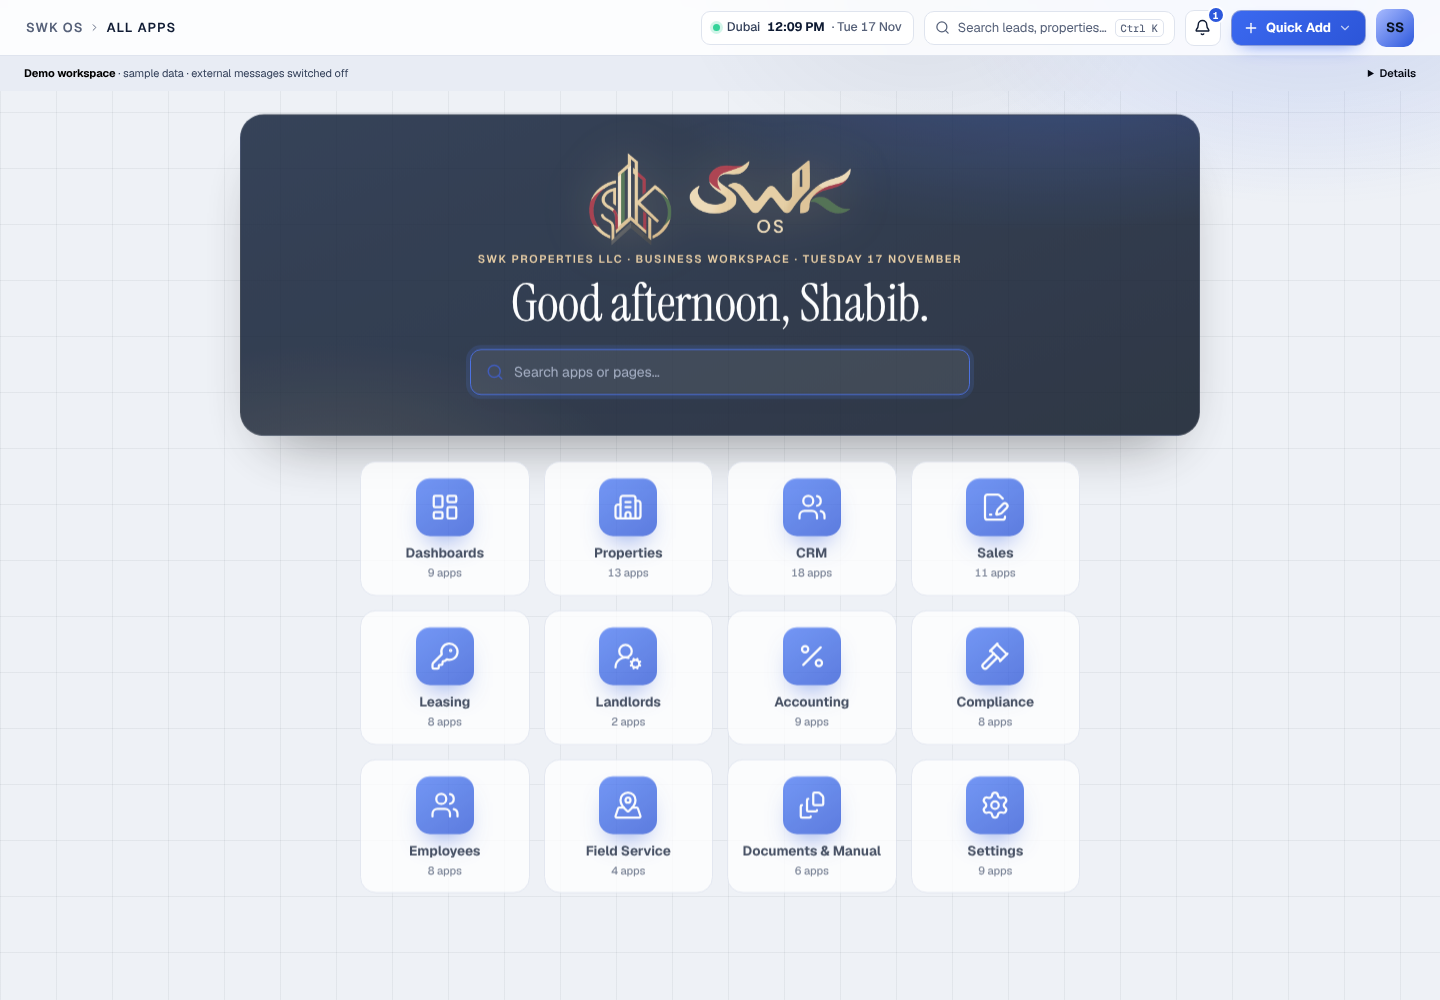 SWK OS › ALL APPS
Dubai 12:09 PM · Tue 17 Nov
Search leads, properties...
Ctrl K
1
Quick Add
SS
Demo workspace · sample data · external messages switched off
Details
SWK
OS
SWK PROPERTIES LLC · BUSINESS WORKSPACE · TUESDAY 17 NOVEMBER
Good afternoon, Shabib.
Search apps or pages...
Dashboards
9 apps
Properties
13 apps
CRM
18 apps
Sales
11 apps
Leasing
8 apps
Landlords
2 apps
Accounting
9 apps
Compliance
8 apps
Employees
8 apps
Field Service
4 apps
Documents & Manual
6 apps
Settings
9 apps